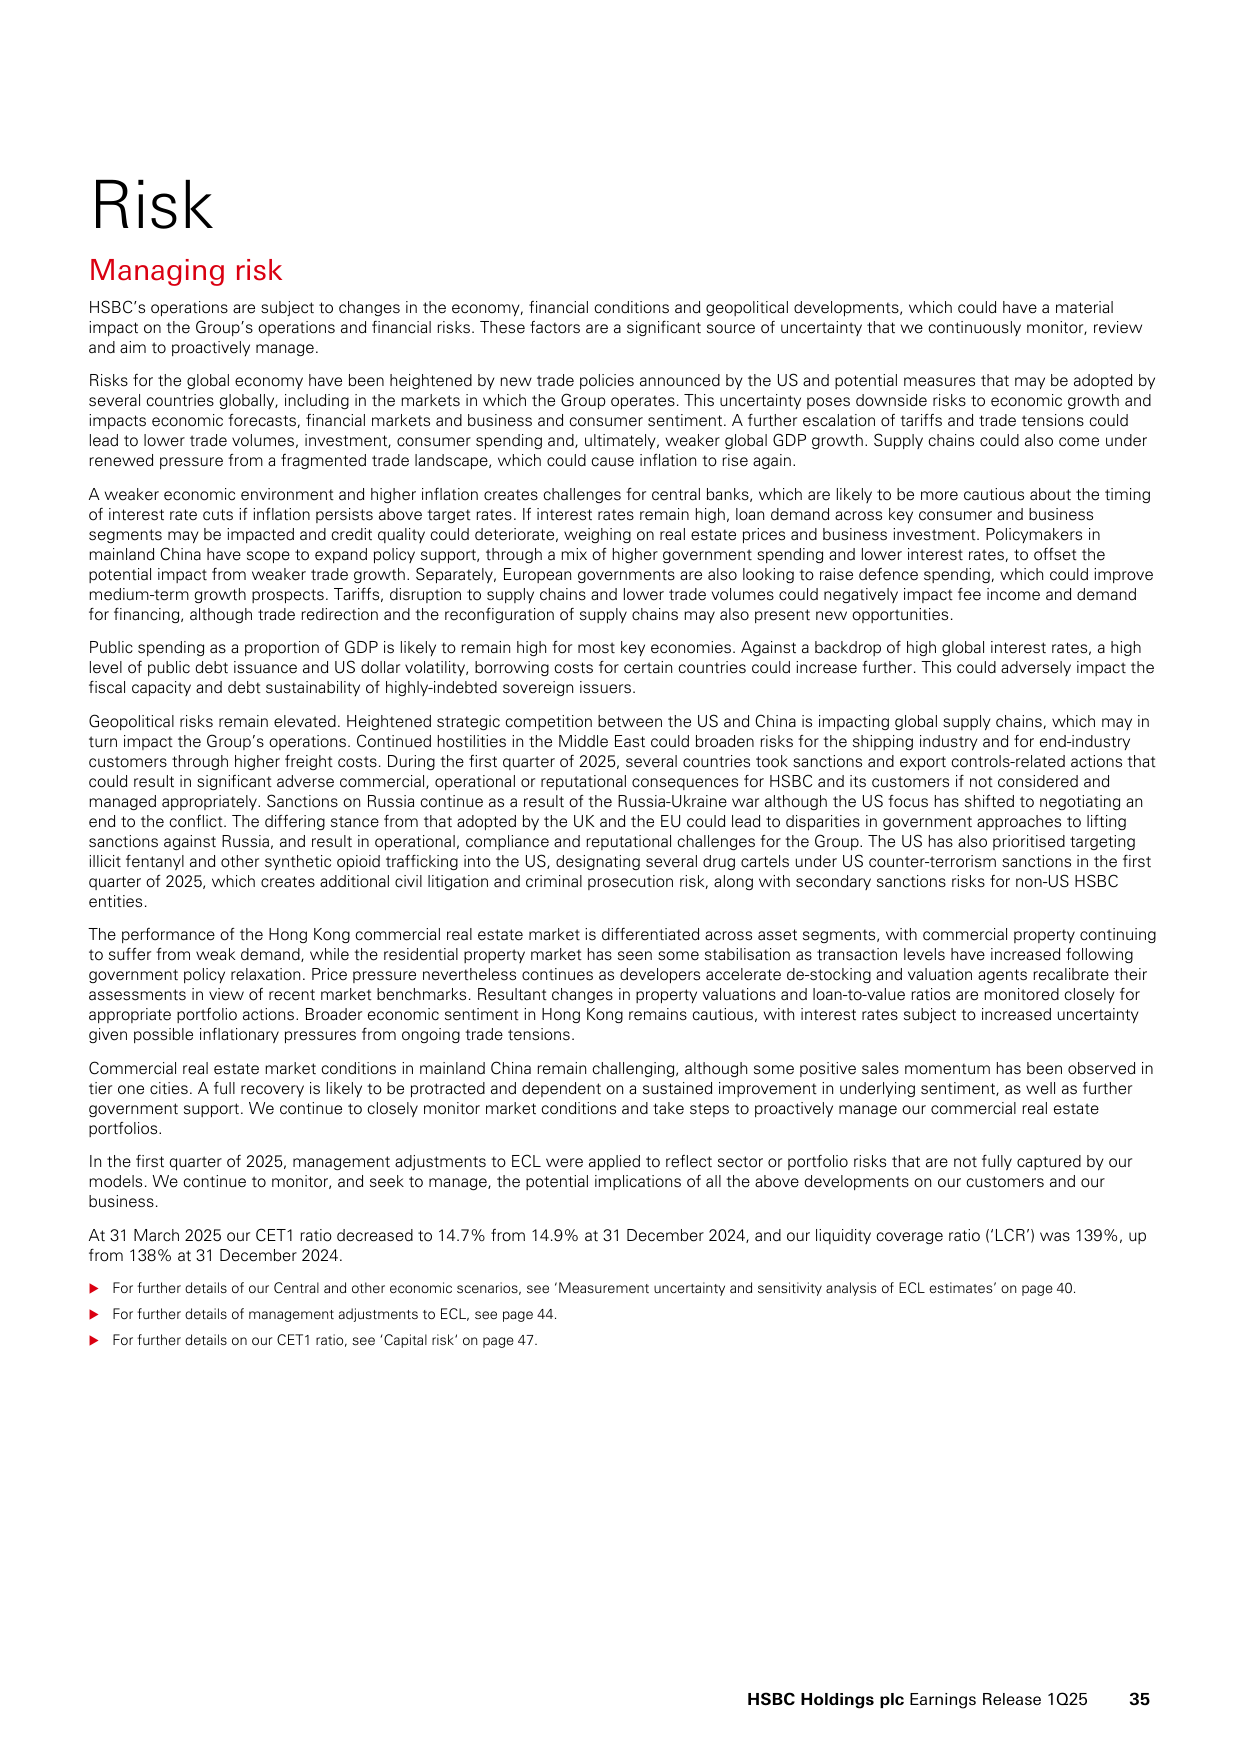 Risk
Managing risk
HSBC’s operations are subject to changes in the economy, financial conditions and geopolitical developments, which could have a material
impact on the Group’s operations and financial risks. These factors are a significant source of uncertainty that we continuously monitor, review
and aim to proactively manage.
Risks for the global economy have been heightened by new trade policies announced by the US and potential measures that may be adopted by
several countries globally, including in the markets in which the Group operates. This uncertainty poses downside risks to economic growth and
impacts economic forecasts, financial markets and business and consumer sentiment. A further escalation of tariffs and trade tensions could
lead to lower trade volumes, investment, consumer spending and, ultimately, weaker global GDP growth. Supply chains could also come under
renewed pressure from a fragmented trade landscape, which could cause inflation to rise again.
A weaker economic environment and higher inflation creates challenges for central banks, which are likely to be more cautious about the timing
of interest rate cuts if inflation persists above target rates. If interest rates remain high, loan demand across key consumer and business
segments may be impacted and credit quality could deteriorate, weighing on real estate prices and business investment. Policymakers in
mainland China have scope to expand policy support, through a mix of higher government spending and lower interest rates, to offset the
potential impact from weaker trade growth. Separately, European governments are also looking to raise defence spending, which could improve
medium-term growth prospects. Tariffs, disruption to supply chains and lower trade volumes could negatively impact fee income and demand
for financing, although trade redirection and the reconfiguration of supply chains may also present new opportunities.
Public spending as a proportion of GDP is likely to remain high for most key economies. Against a backdrop of high global interest rates, a high
level of public debt issuance and US dollar volatility, borrowing costs for certain countries could increase further. This could adversely impact the
fiscal capacity and debt sustainability of highly-indebted sovereign issuers.
Geopolitical risks remain elevated. Heightened strategic competition between the US and China is impacting global supply chains, which may in
turn impact the Group’s operations. Continued hostilities in the Middle East could broaden risks for the shipping industry and for end-industry
customers through higher freight costs. During the first quarter of 2025, several countries took sanctions and export controls-related actions that
could result in significant adverse commercial, operational or reputational consequences for HSBC and its customers if not considered and
managed appropriately. Sanctions on Russia continue as a result of the Russia-Ukraine war although the US focus has shifted to negotiating an
end to the conflict. The differing stance from that adopted by the UK and the EU could lead to disparities in government approaches to lifting
sanctions against Russia, and result in operational, compliance and reputational challenges for the Group. The US has also prioritised targeting
illicit fentanyl and other synthetic opioid trafficking into the US, designating several drug cartels under US counter-terrorism sanctions in the first
quarter of 2025, which creates additional civil litigation and criminal prosecution risk, along with secondary sanctions risks for non-US HSBC
entities.
The performance of the Hong Kong commercial real estate market is differentiated across asset segments, with commercial property continuing
to suffer from weak demand, while the residential property market has seen some stabilisation as transaction levels have increased following
government policy relaxation. Price pressure nevertheless continues as developers accelerate de-stocking and valuation agents recalibrate their
assessments in view of recent market benchmarks. Resultant changes in property valuations and loan-to-value ratios are monitored closely for
appropriate portfolio actions. Broader economic sentiment in Hong Kong remains cautious, with interest rates subject to increased uncertainty
given possible inflationary pressures from ongoing trade tensions.
Commercial real estate market conditions in mainland China remain challenging, although some positive sales momentum has been observed in
tier one cities. A full recovery is likely to be protracted and dependent on a sustained improvement in underlying sentiment, as well as further
government support. We continue to closely monitor market conditions and take steps to proactively manage our commercial real estate
portfolios.
In the first quarter of 2025, management adjustments to ECL were applied to reflect sector or portfolio risks that are not fully captured by our
models. We continue to monitor, and seek to manage, the potential implications of all the above developments on our customers and our
business.
At 31 March 2025 our CET1 ratio decreased to 14.7% from 14.9% at 31 December 2024, and our liquidity coverage ratio (‘LCR’) was 139%, up
from 138% at 31 December 2024.
▶ For further details of our Central and other economic scenarios, see ‘Measurement uncertainty and sensitivity analysis of ECL estimates’ on page 40.
▶ For further details of management adjustments to ECL, see page 44.
▶ For further details on our CET1 ratio, see ‘Capital risk’ on page 47.
HSBC Holdings plc Earnings Release 1Q25 35